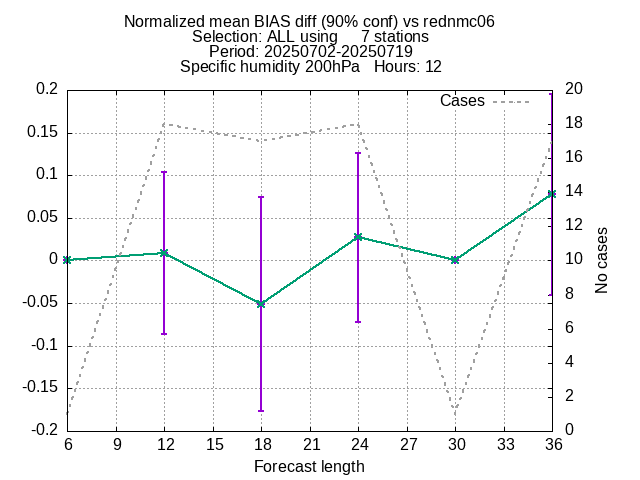 Normalized mean BIAS diff (90% conf) vs rednmc06
Selection: ALL using     7 stations
Period: 20250702-20250719
Specific humidity 200hPa   Hours: 12
Cases
0.2
0.15
0.1
0.05
0
-0.05
-0.1
-0.15
-0.2
20
18
16
14
12
10
8
6
4
2
0
No cases
6 9 12 15 18 21 24 27 30 33 36
Forecast length